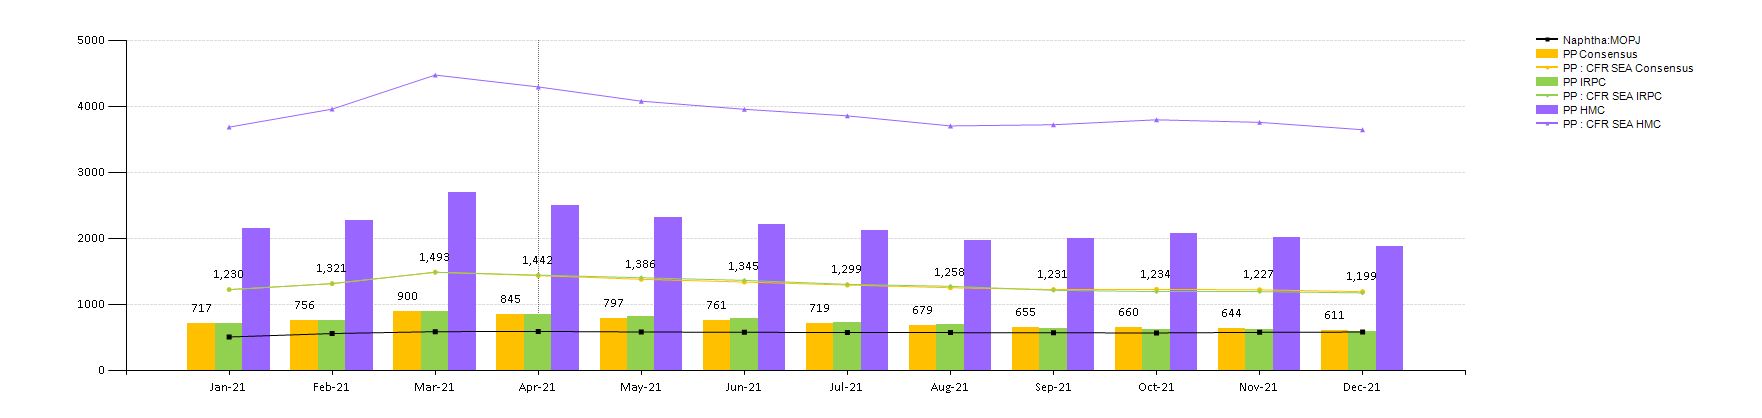 5000
4000
3000
2000
1000
0
1,230
1,321
1,493
1,442
1,386
1,345
1,299
1,258
1,231
1,234
1,227
1,199
717
756
900
845
797
761
719
679
655
660
644
611
Jan-21
Feb-21
Mar-21
Apr-21
May-21
Jun-21
Jul-21
Aug-21
Sep-21
Oct-21
Nov-21
Dec-21
Naphtha:MOPJ
PP Consensus
PP : CFR SEA Consensus
PP IRPC
PP : CFR SEA IRPC
PP HMC
PP : CFR SEA HMC